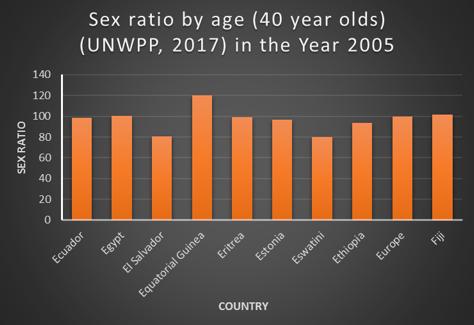 Sex ratio by age (40 year olds)
(UNWPP, 2017) in the Year 2005
SEX RATIO
140
120
100
80
60
40
20
0
Ecuador
Egypt
El Salvador
Equatorial Guinea
Eritrea
Estonia
Eswatini
Ethiopia
Europe
Fiji
COUNTRY